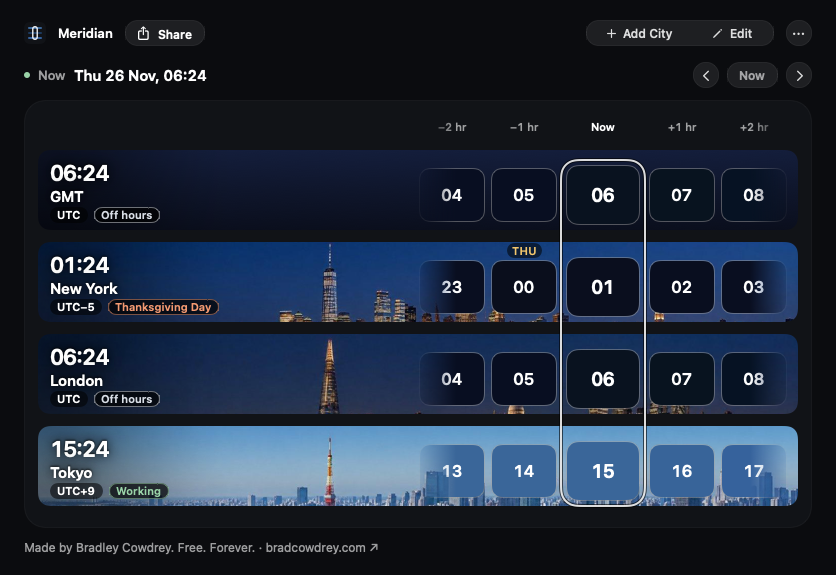 Meridian Share + Add City Edit
Now Thu 26 Nov, 06:24 Now
−2 hr −1 hr Now +1 hr +2 hr
06:24
GMT
UTC Off hours
04 05 06 07 08
01:24
New York
UTC−5 Thanksgiving Day
THU
23 00 01 02 03
06:24
London
UTC Off hours
04 05 06 07 08
15:24
Tokyo
UTC+9 Working
13 14 15 16 17
Made by Bradley Cowdrey. Free. Forever. · bradcowdrey.com ↗